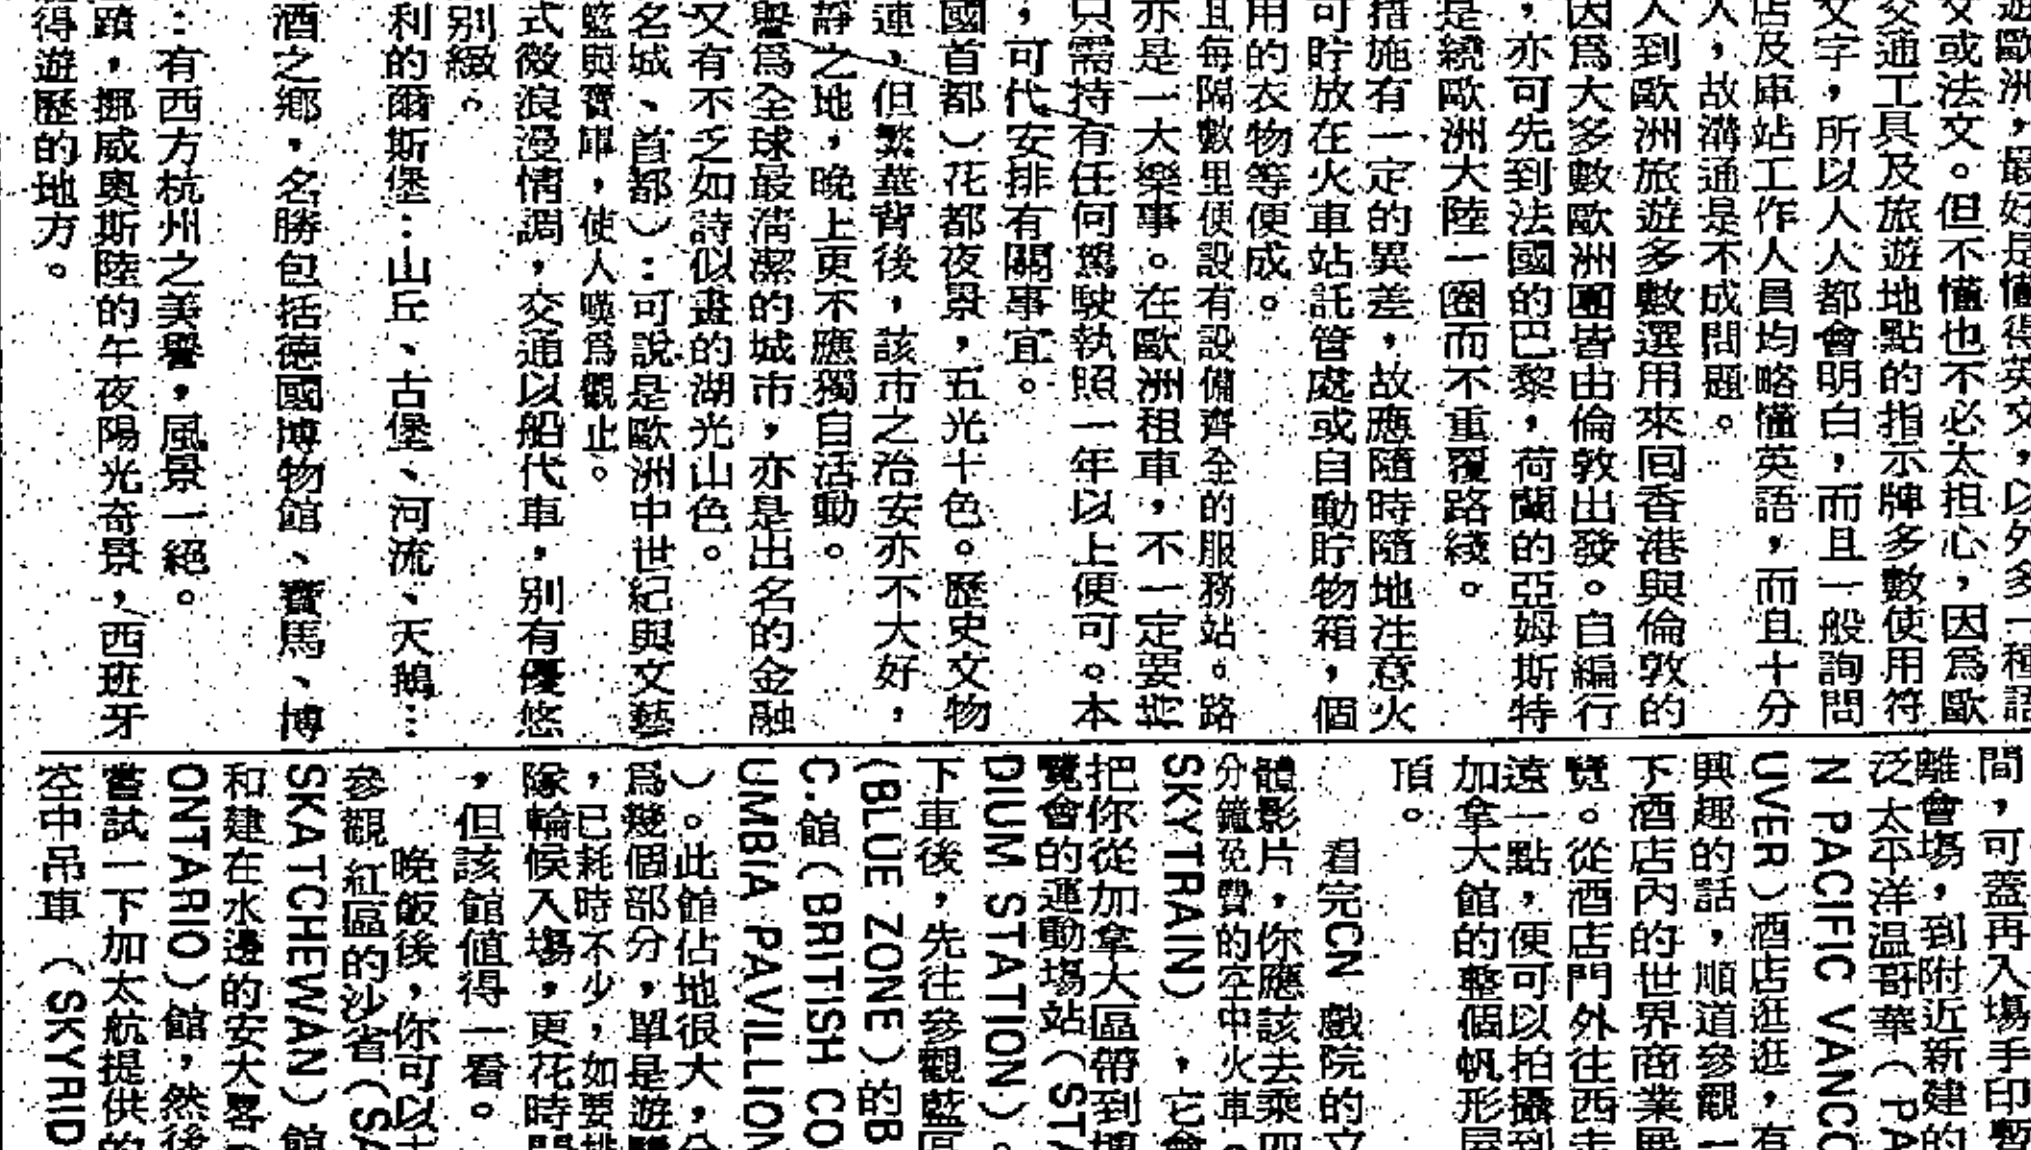 遊歐洲，最好是懂得英文，以外多一種語
文或法文。但不懂也不必太担心，因爲歐
交通工具及旅遊地點的指示牌多數使用符
文字，所以人人都會明白，而且一般詢問
店及車站工作人員均略懂英語，而且十分
人，故溝通是不成問題。
人到歐洲旅遊多數選用來回香港與倫敦的
因爲大多數歐洲團皆由倫敦出發。自編行
，亦可先到法國的巴黎，荷蘭的亞姆斯特
是繞歐洲大陸一圈而不重覆路綫。
措施有一定的異差，故應隨時隨地注意火
可貯放在火車站託管處或自動貯物箱，個
用的衣物等便成。
且每隔數里便設有設備齊全的服務站。路
亦是一大樂事。在歐洲租車，不一定要
只需持有任何駕駛執照一年以上便可。本
，可代安排有關事宜。
國首都）花都夜景，五光十色。歷史文物
連，但繁華背後，該市之治安亦不大好，
靜之地，晚上更不應獨自活動。
譽爲全球最清潔的城市，亦是出名的金融
又有不乏如詩似畫的湖光山色。
名城、首都）：可說是歐洲中世紀與文藝
籃與寶庫，使人嘆爲觀止。
式微浪漫情調，交通以船代車，别有優悠
别緻。
利的爾斯堡：山丘、古堡、河流、天鵝…
酒之鄉，名勝包括德國博物館、寶馬、博
：有西方杭州之美譽，風景一絕。
蹟，挪威奧斯陸的午夜陽光奇景，西班牙
得遊歷的地方。
間，可蓋再入場手印暫
離會場，到附近新建的
泛太平洋温哥華（PA
N PACIFIC VANCO
UVER）酒店逛逛，有
興趣的話，順道參觀
下酒店內的世界商業展
覽。從酒店門外往西走
遠一點，便可以拍攝到
加拿大館的整個帆形屋
頂。
看完CN 戲院的立
體影片，你應該去乘四
分鐘免費的空中火車（
SKYTRAIN），它會
把你從加拿大區帶到博
覽會的運動場站（STA
DIUM STATION）。
下車後，先往參觀藍區
（BLUE ZONE）的B
C.館（BRITISH CO
UMBIA PAVILLION
）。此館佔地很大，分
爲幾個部分，單是遊覽
，已耗時不少，如要排
隊輪候入場，更花時間
，但該館值得一看。
晚飯後，你可以去
參觀紅區的沙省（SA
SKATCHEWAN）館
和建在水邊的安大畧（
ONTARIO）館，然後
嘗試一下加太航提供的
空中吊車（SKYRID